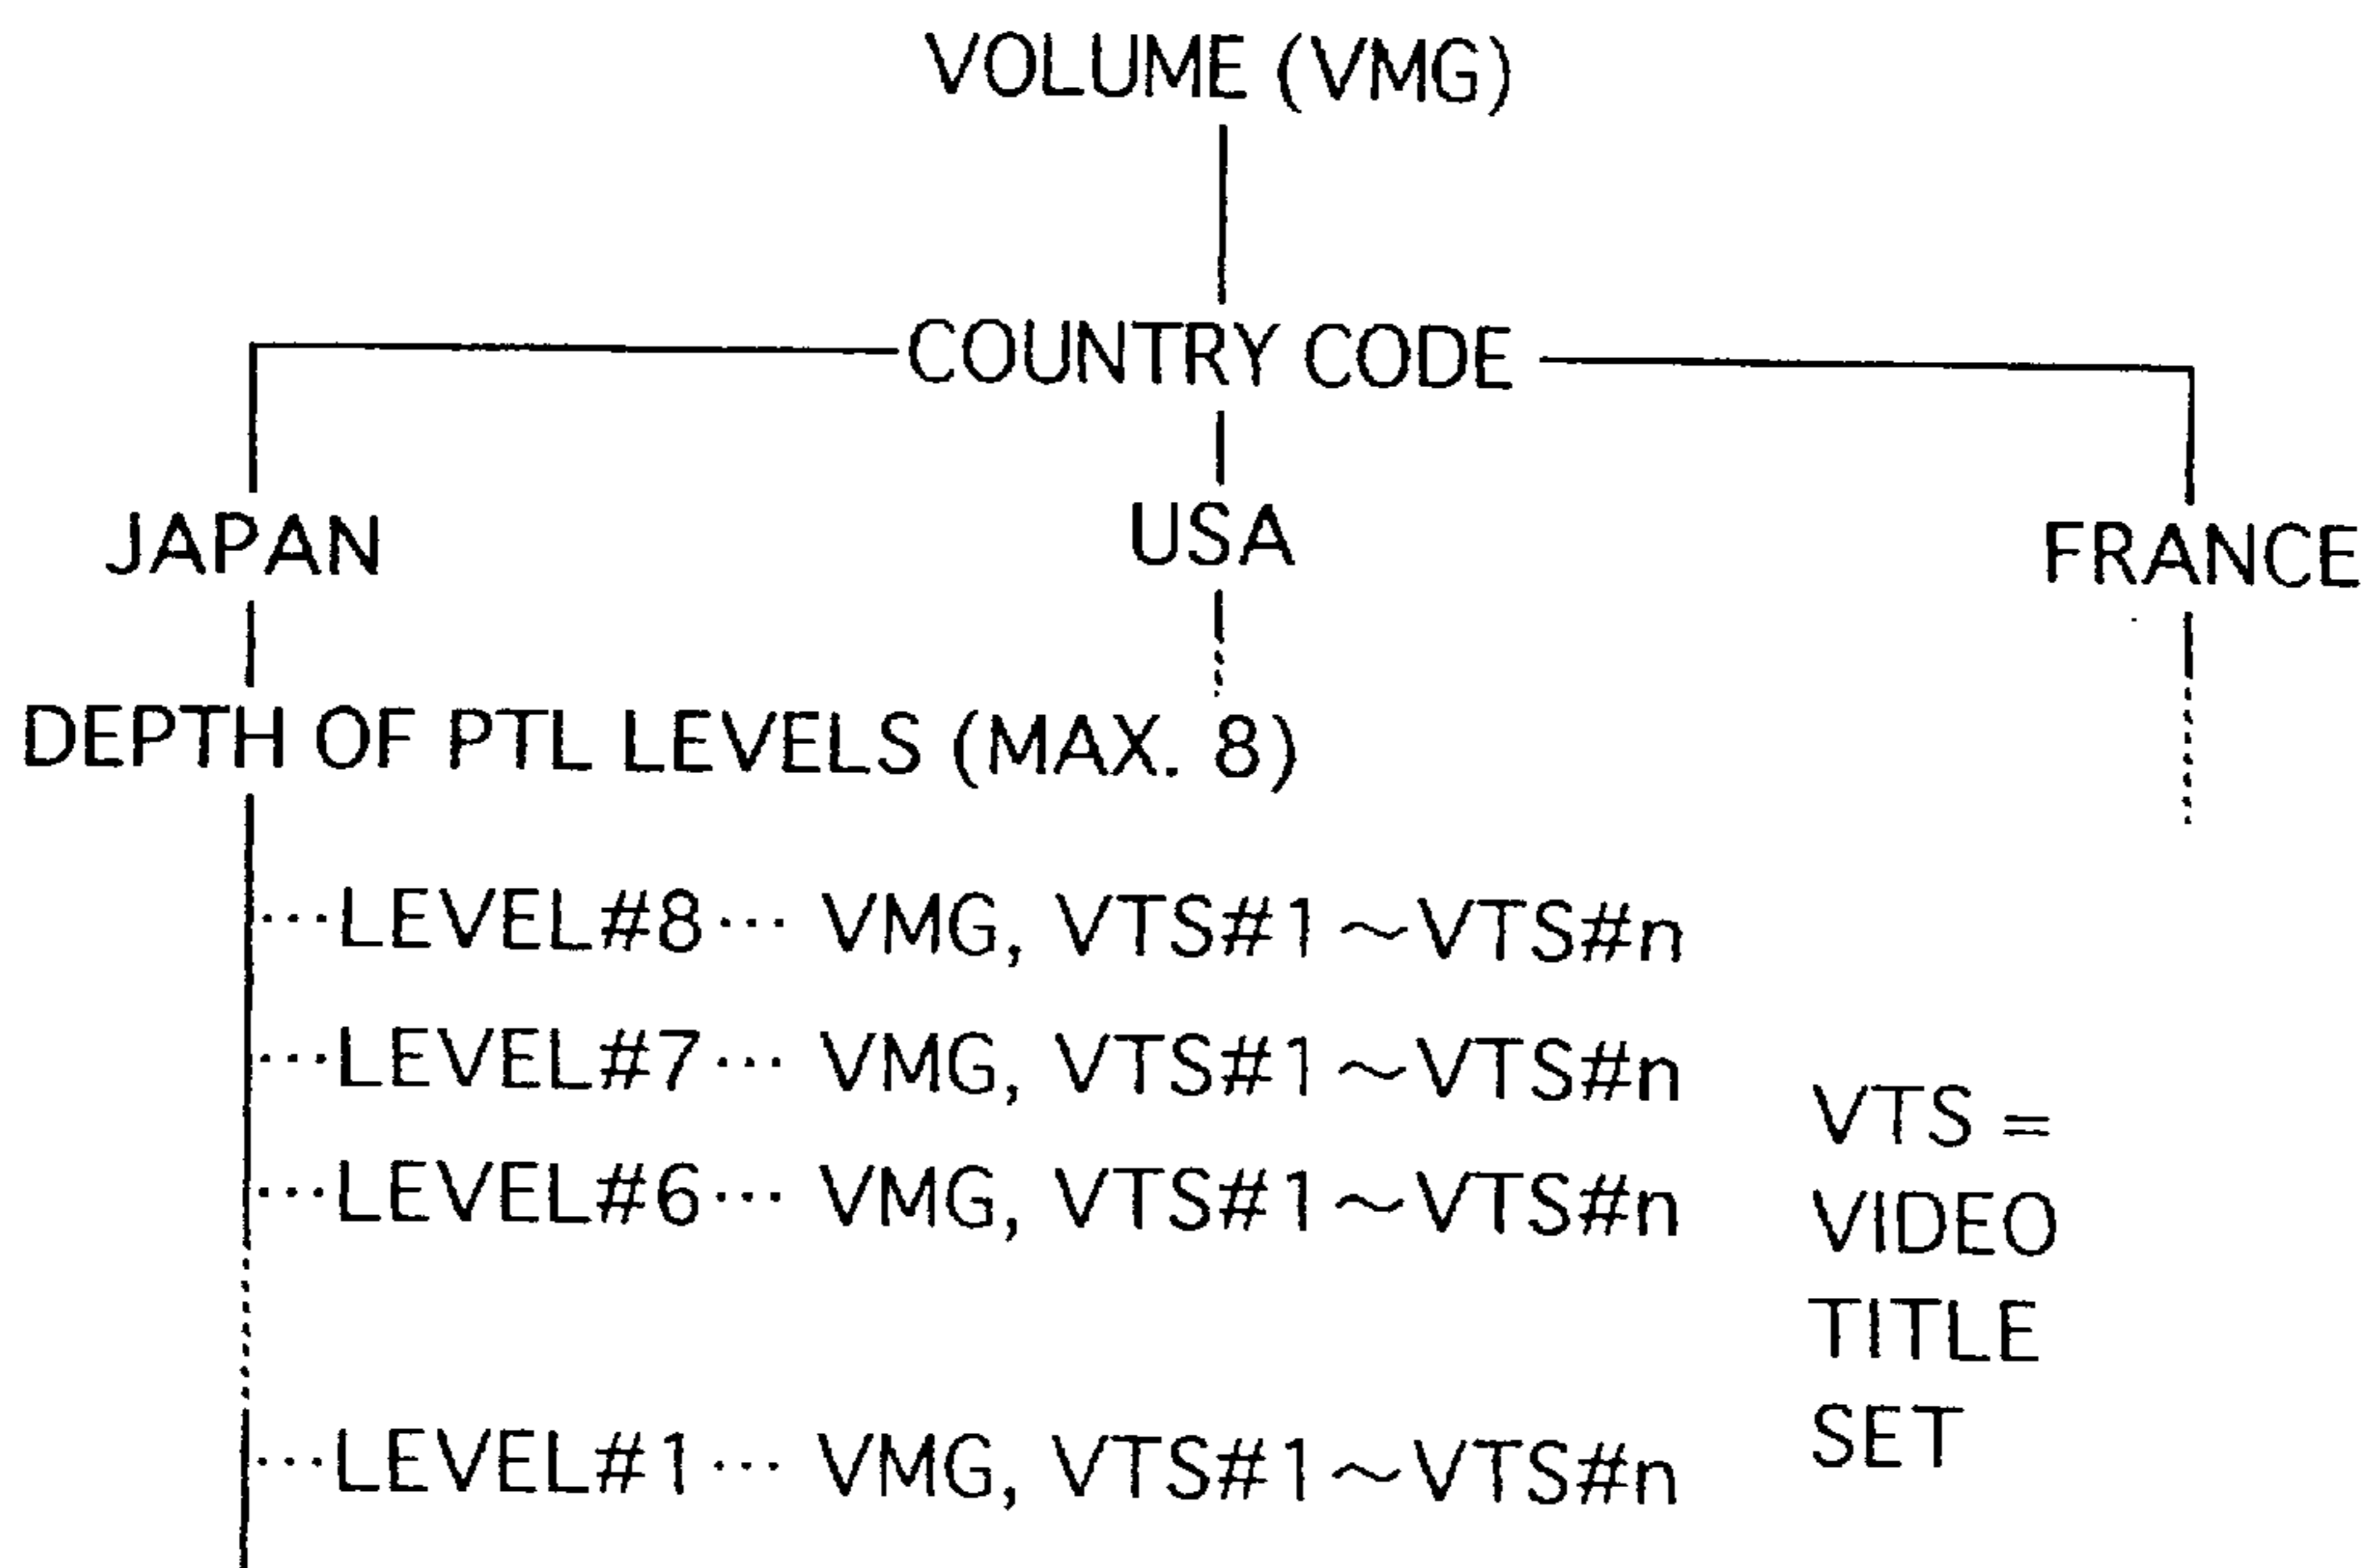 VOLUME (VMG)
COUNTRY CODE
JAPAN
USA
FRANCE
DEPTH OF PTL LEVELS (MAX. 8)
···LEVEL#8··· VMG, VTS#1~VTS#n
···LEVEL#7··· VMG, VTS#1~VTS#n
···LEVEL#6··· VMG, VTS#1~VTS#n
···LEVEL#1··· VMG, VTS#1~VTS#n
VTS =
VIDEO
TITLE
SET